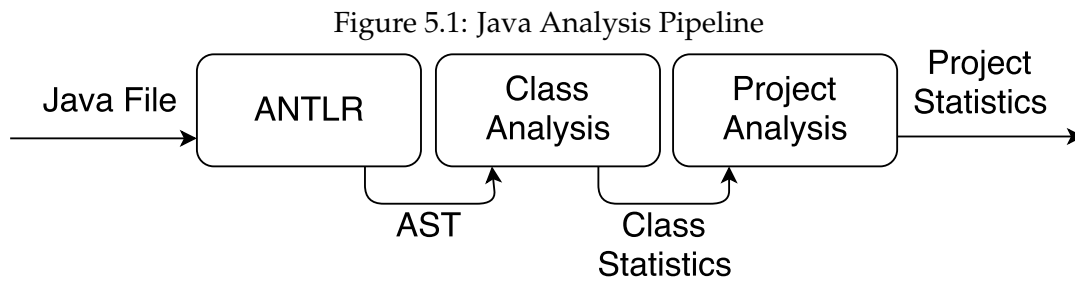 Figure 5.1: Java Analysis Pipeline
Java File
ANTLR
Class
Analysis
Project
Analysis
Project
Statistics
AST
Class
Statistics